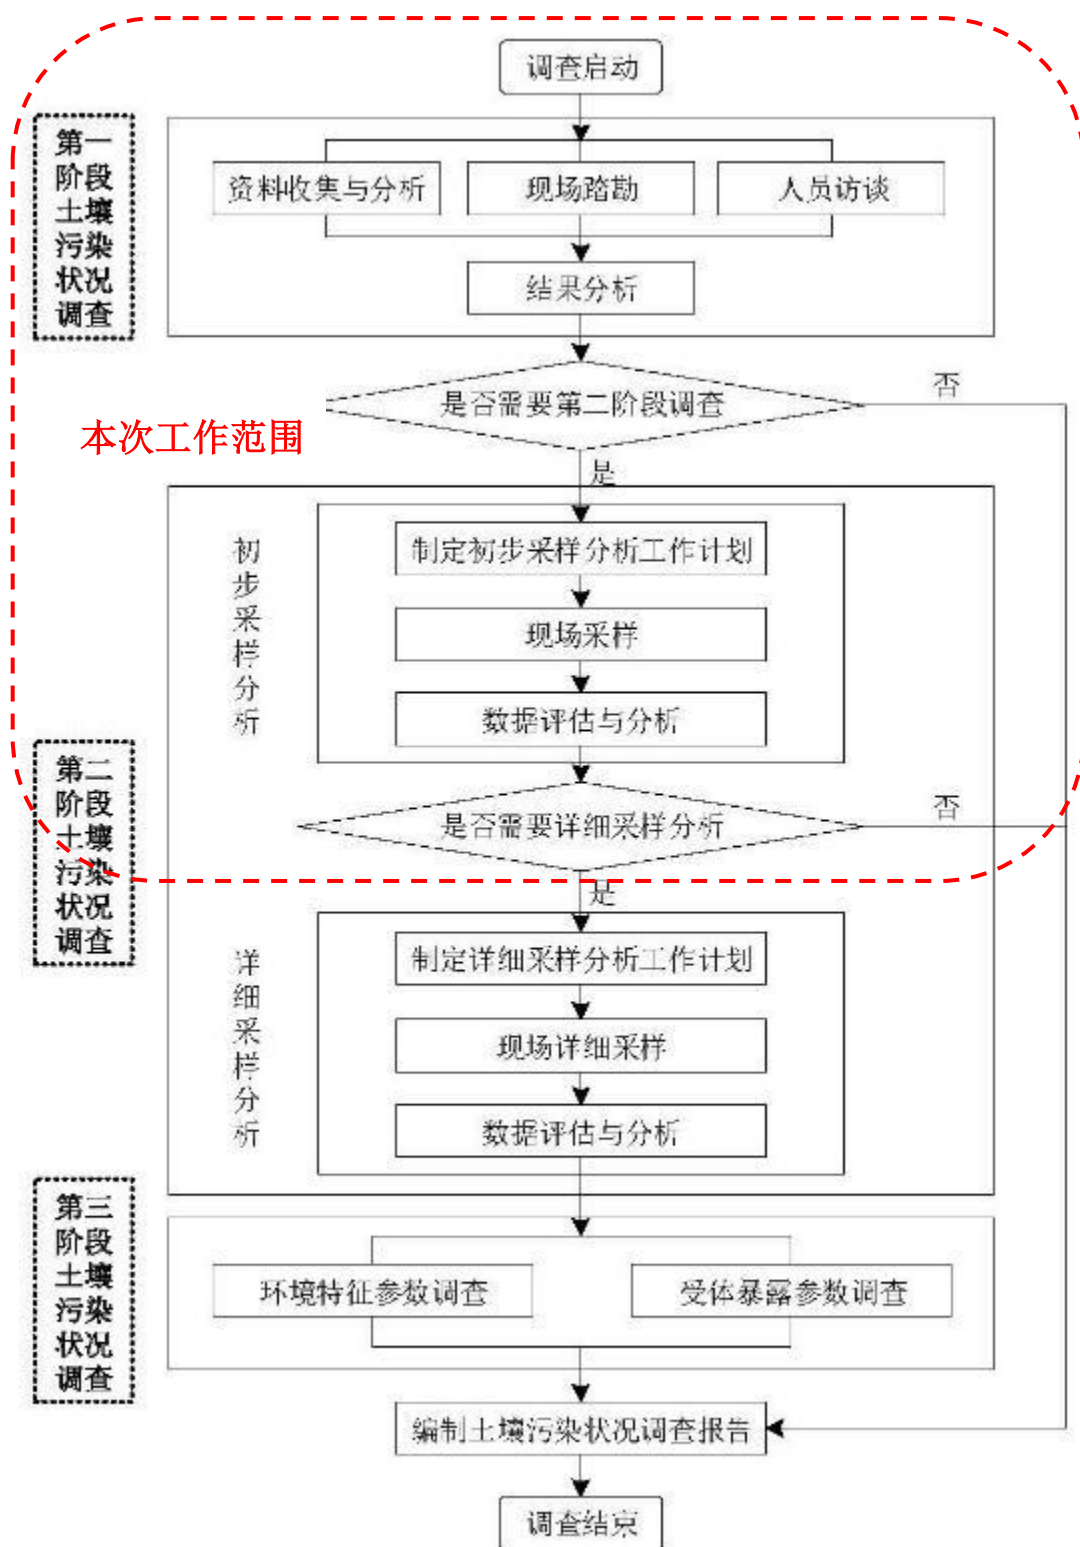 调查启动
第一
阶段
土壤
污染
状况
调查
资料收集与分析
现场踏勘
人员访谈
结果分析
是否需要第二阶段调查
否
本次工作范围
是
初
步
采
样
分
析
制定初步采样分析工作计划
现场采样
数据评估与分析
第二
阶段
土壤
污染
状况
调查
是否需要详细采样分析
否
是
详
细
采
样
分
析
制定详细采样分析工作计划
现场详细采样
数据评估与分析
第三
阶段
土壤
污染
状况
调查
环境特征参数调查
受体暴露参数调查
编制土壤污染状况调查报告
调查结束